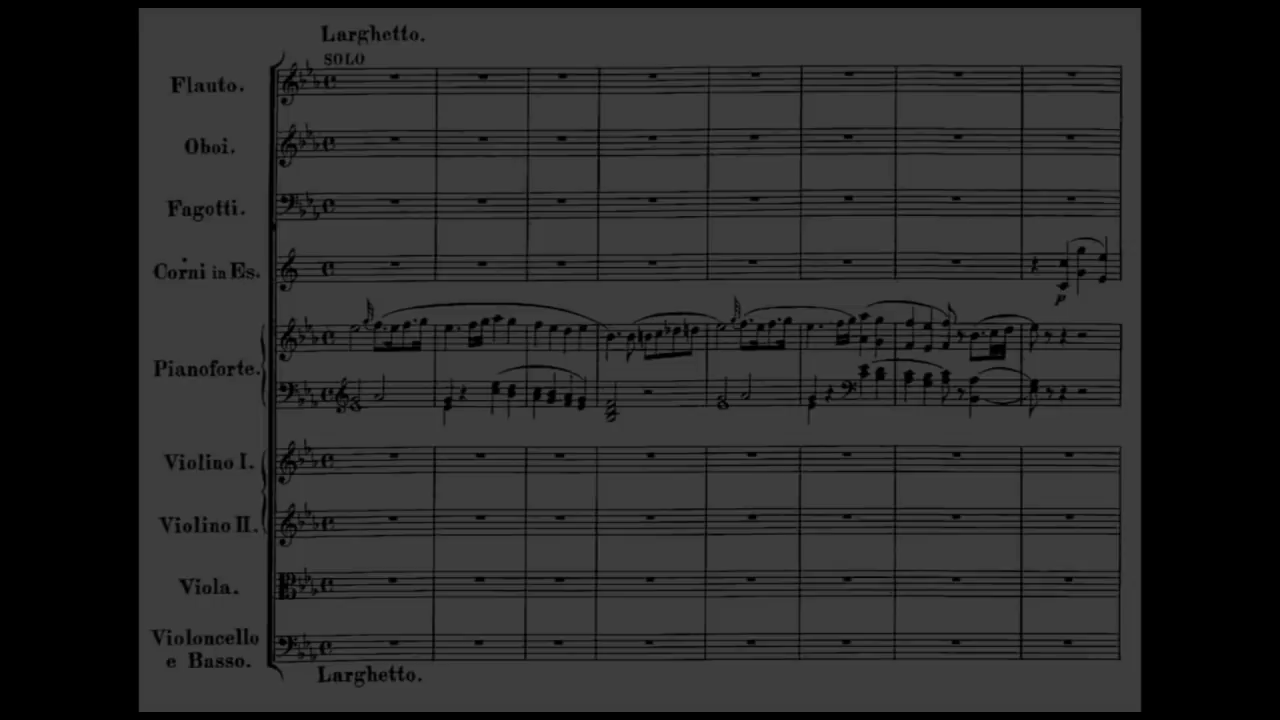 Larghetto.
SOLO
Flauto.
Oboi.
Fagotti.
Corni in Es.
p
Pianoforte.
Violino I.
Violino II.
Viola.
Violoncello
e Basso.
Larghetto.